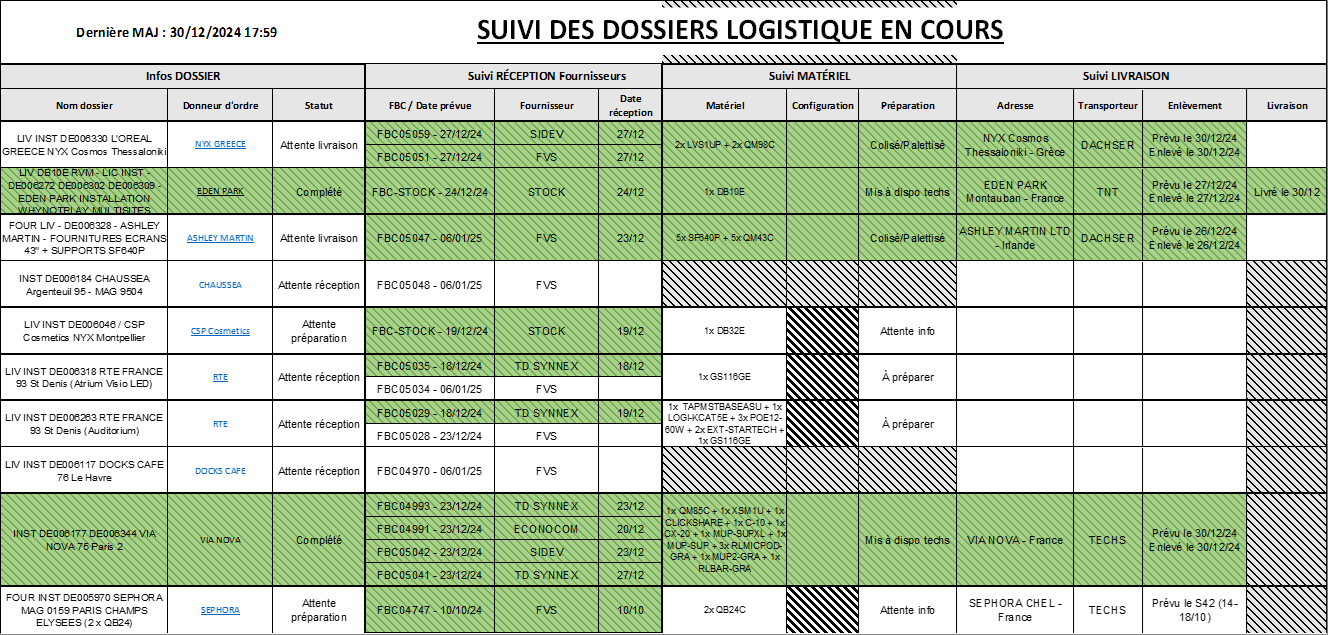 Dernière MAJ : 30/12/2024 17:59
SUIVI DES DOSSIERS LOGISTIQUE EN COURS
Infos DOSSIER
Suivi RÉCEPTION Fournisseurs
Suivi MATÉRIEL
Suivi LIVRAISON
Nom dossier
Donneur d'ordre
Statut
FBC / Date prévue
Fournisseur
Date
réception
Matériel
Configuration
Préparation
Adresse
Transporteur
Enlèvement
Livraison
LIV INST DE006330 L'OREAL
GREECE NYX Cosmos Thessaloniki
NYX GREECE
Attente livraison
FBC05059 - 27/12/24
SIDEV
27/12
FBC05051 - 27/12/24
FVS
27/12
2x LVS1UP + 2x QM98C
Colisé/Palettisé
NYX Cosmos
Thessaloniki - Grèce
DACHSER
Prévu le 30/12/24
Enlevé le 30/12/24
LIV DB10E RVM - LIC INST -
DE006272 DE006302 DE006309 -
EDEN PARK INSTALLATION
WHYNOTPLAY MULTISITES
EDEN PARK
Complété
FBC-STOCK - 24/12/24
STOCK
24/12
1x DB10E
Mis à dispo techs
EDEN PARK
Montauban - France
TNT
Prévu le 27/12/24
Enlevé le 27/12/24
Livré le 30/12
FOUR LIV - DE006328 - ASHLEY
MARTIN - FOURNITURES ECRANS
43" + SUPPORTS SF640P
ASHLEY MARTIN
Attente livraison
FBC05047 - 06/01/25
FVS
23/12
5x SF640P + 5x QM43C
Colisé/Palettisé
ASHLEY MARTIN LTD
- Irlande
DACHSER
Prévu le 26/12/24
Enlevé le 26/12/24
INST DE006184 CHAUSSEA
Argenteuil 95 - MAG 9504
CHAUSSEA
Attente réception
FBC05048 - 06/01/25
FVS
LIV INST DE006046 / CSP
Cosmetics NYX Montpellier
CSP Cosmetics
Attente
préparation
FBC-STOCK - 19/12/24
STOCK
19/12
1x DB32E
Attente info
LIV INST DE006318 RTE FRANCE
93 St Denis (Atrium Visio LED)
RTE
Attente réception
FBC05035 - 18/12/24
TD SYNNEX
18/12
FBC05034 - 06/01/25
FVS
1x GS116GE
À préparer
LIV INST DE006263 RTE FRANCE
93 St Denis (Auditorium)
RTE
Attente réception
FBC05029 - 18/12/24
TD SYNNEX
19/12
FBC05028 - 23/12/24
FVS
1x  TAPMSTBASEASU + 1x
LOGI-KCAT5E + 3x POE12-
60W + 2x EXT-STARTECH +
1x GS116GE
À préparer
LIV INST DE006117 DOCKS CAFE
76 Le Havre
DOCKS CAFE
Attente réception
FBC04970 - 06/01/25
FVS
INST DE006177 DE006344 VIA
NOVA 75 Paris 2
VIA NOVA
Complété
FBC04993 - 23/12/24
TD SYNNEX
23/12
FBC04991 - 23/12/24
ECONOCOM
20/12
FBC05042 - 23/12/24
SIDEV
23/12
FBC05041 - 23/12/24
TD SYNNEX
27/12
1x QM85C + 1x XSM1U + 1x
CLICKSHARE + 1x C-10 + 1x
CX-20 + 1x MUP-SUPXL + 1x
MUP-SUP + 3x RLMICPOD-
GRA + 1x MUP2-GRA + 1x
RLBAR-GRA
Mis à dispo techs
VIA NOVA - France
TECHS
Prévu le 30/12/24
Enlevé le 30/12/24
FOUR INST DE005970 SEPHORA
MAG 0159 PARIS CHAMPS
ELYSEES (2 x QB24)
SEPHORA
Attente
préparation
FBC04747 - 10/10/24
FVS
10/10
2x QB24C
Attente info
SEPHORA CHEL -
France
TECHS
Prévu le S42 (14-
18/10)